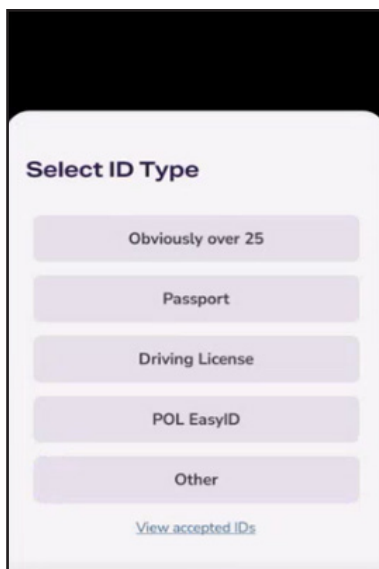 Select ID Type
Obviously over 25
Passport
Driving License
POL EasyID
Other
View accepted IDs